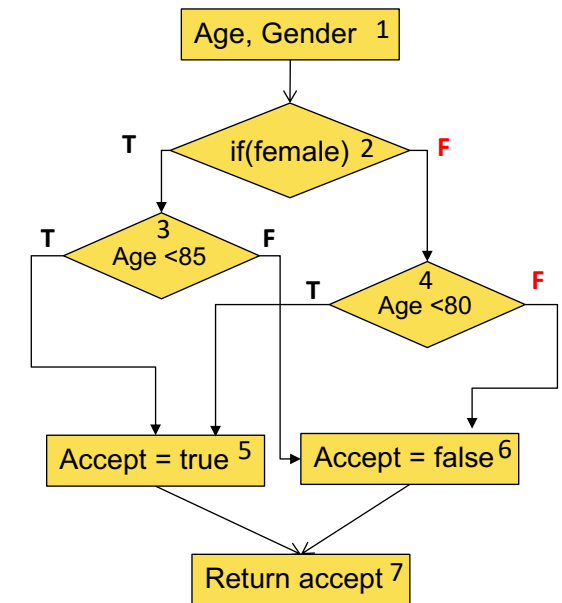 Age, Gender 1
if(female) 2
T
F
3
Age <85
T
F
4
Age <80
T
F
Accept = true 5
Accept = false 6
Return accept 7